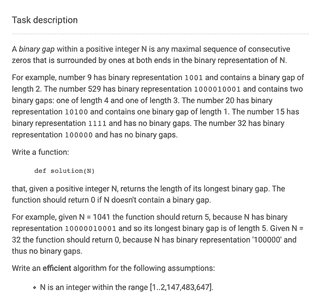 Task description
A binary gap within a positive integer N is any maximal sequence of consecutive
zeros that is surrounded by ones at both ends in the binary representation of N.
For example, number 9 has binary representation 1001 and contains a binary gap of
length 2. The number 529 has binary representation 1000010001 and contains two
binary gaps: one of length 4 and one of length 3. The number 20 has binary
representation 10100 and contains one binary gap of length 1. The number 15 has
binary representation 1111 and has no binary gaps. The number 32 has binary
representation 100000 and has no binary gaps.
Write a function:
def solution(N)
that, given a positive integer N, returns the length of its longest binary gap. The
function should return 0 if N doesn't contain a binary gap.
For example, given N = 1041 the function should return 5, because N has binary
representation 10000010001 and so its longest binary gap is of length 5. Given N =
32 the function should return 0, because N has binary representation '100000' and
thus no binary gaps.
Write an efficient algorithm for the following assumptions:
• N is an integer within the range [1..2,147,483,647].